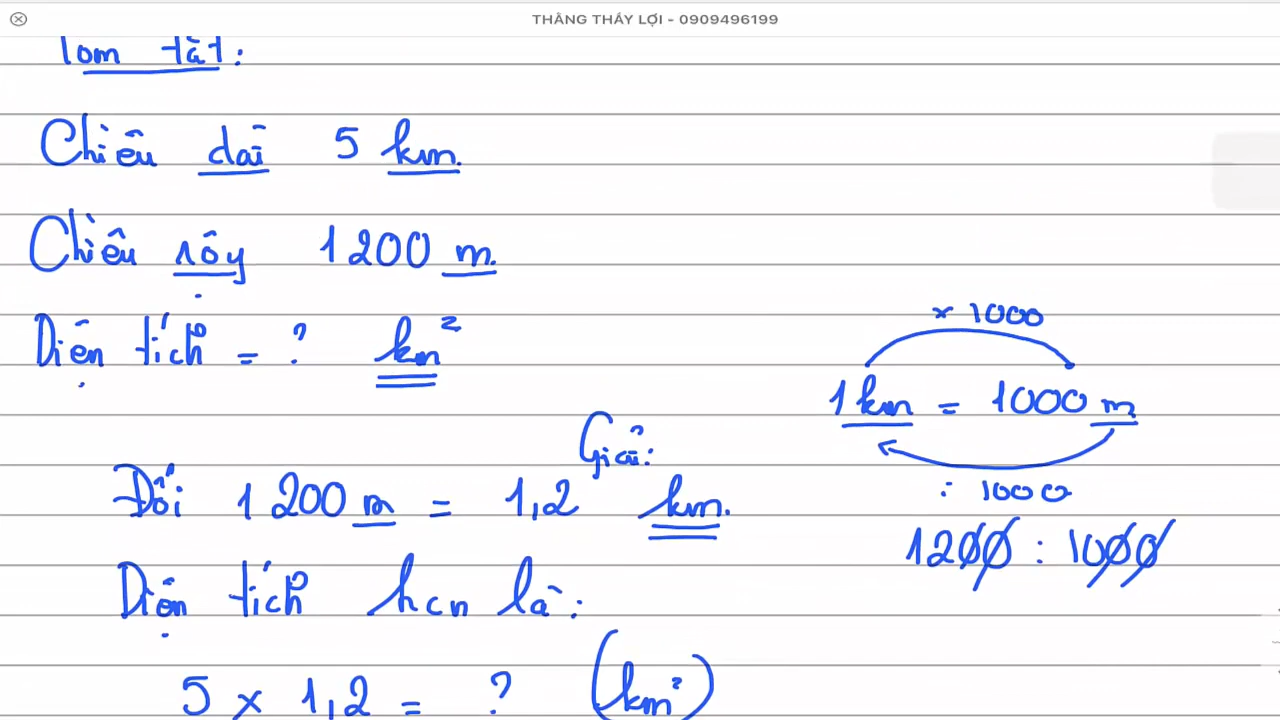 THẦNG THẦY LỢI - 0909496199
Tóm tắt:
Chiều dài 5 km.
Chiều rộng 1200 m.
Diện tích = ? km²
× 1000
1 km = 1000 m
: 1000
Giải:
Đổi 1200 m = 1,2 km.
1200 : 1000
Diện tích hcn là:
5 × 1,2 = ? (km²)